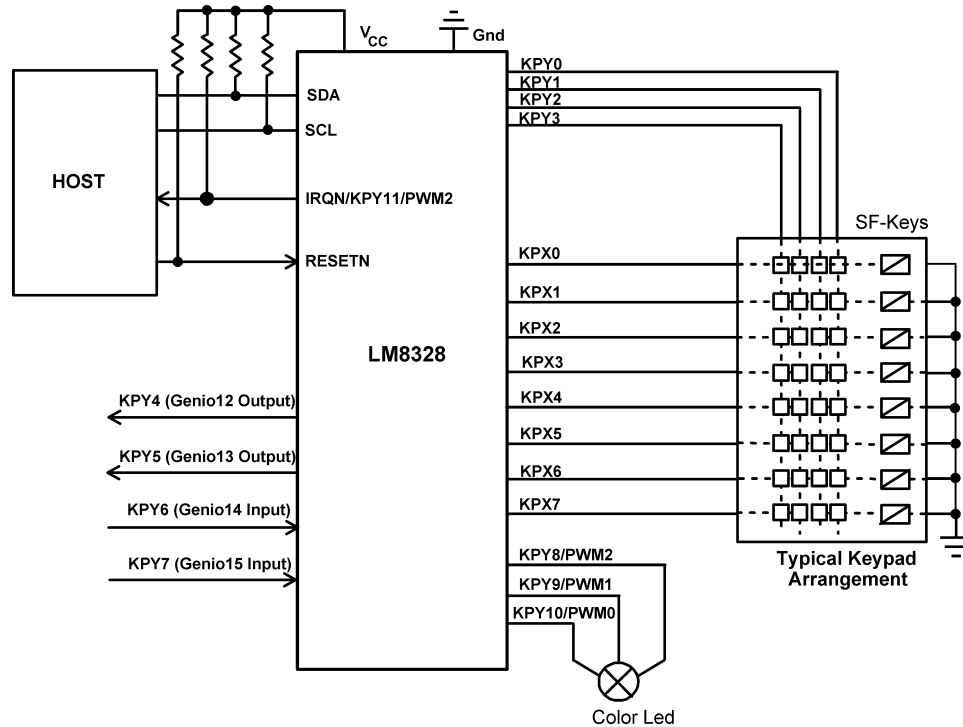 V
CC
Gnd
KPY0
KPY1
KPY2
KPY3
SDA
SCL
HOST
IRQN/KPY11/PWM2
RESETN
SF-Keys
KPX0
KPX1
KPX2
LM8328
KPX3
KPX4
KPX5
KPX6
KPX7
KPY4 (Genio12 Output)
KPY5 (Genio13 Output)
KPY6 (Genio14 Input)
KPY7 (Genio15 Input)
KPY8/PWM2
KPY9/PWM1
KPY10/PWM0
Typical Keypad
Arrangement
Color Led